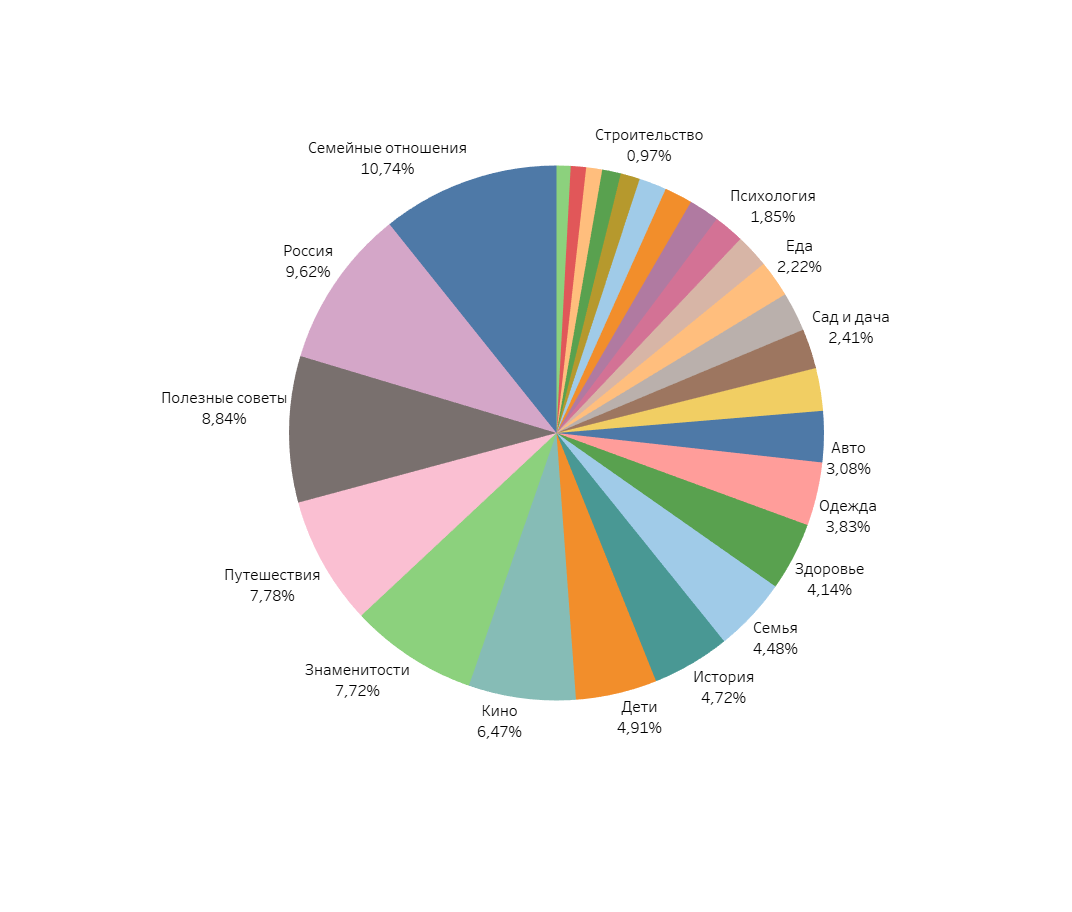 Строительство
0,97%
Психология
1,85%
Еда
2,22%
Сад и дача
2,41%
Авто
3,08%
Одежда
3,83%
Здоровье
4,14%
Семья
4,48%
История
4,72%
Дети
4,91%
Кино
6,47%
Знаменитости
7,72%
Путешествия
7,78%
Полезные советы
8,84%
Россия
9,62%
Семейные отношения
10,74%